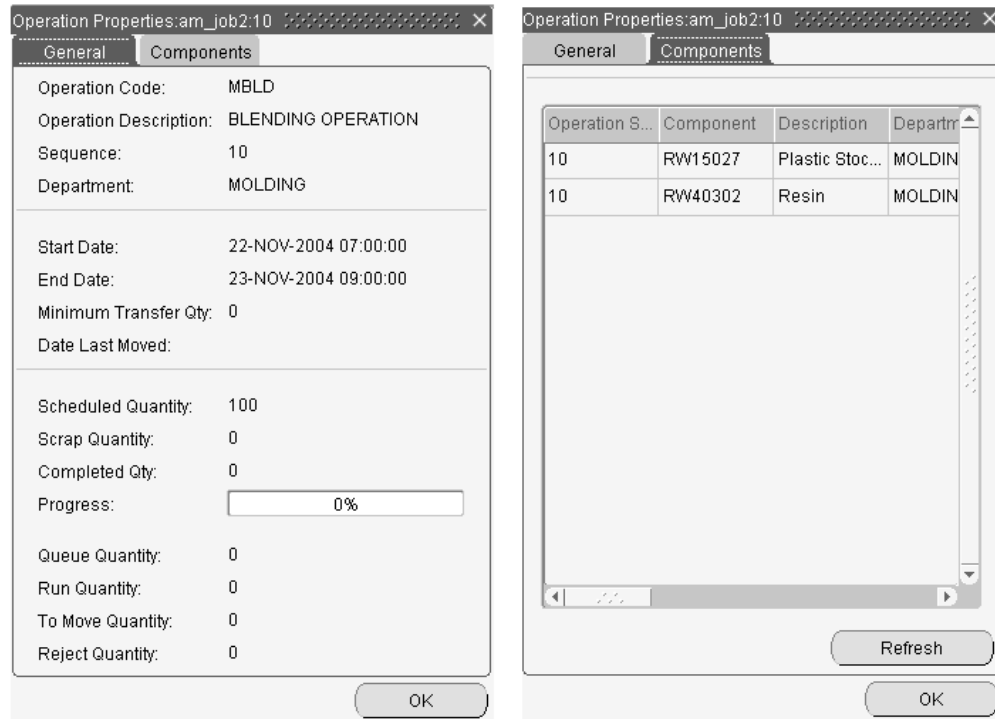 Operation Properties:am_job2:10
General Components
Operation Code: MBLD
Operation Description: BLENDING OPERATION
Sequence: 10
Department: MOLDING
Start Date: 22-NOV-2004 07:00:00
End Date: 23-NOV-2004 09:00:00
Minimum Transfer Qty: 0
Date Last Moved:
Scheduled Quantity: 100
Scrap Quantity: 0
Completed Qty: 0
Progress: 0%
Queue Quantity: 0
Run Quantity: 0
To Move Quantity: 0
Reject Quantity: 0
OK
Operation Properties:am_job2:10
General Components
Operation S... Component Description Departm
10 RW15027 Plastic Stoc... MOLDIN
10 RW40302 Resin MOLDIN
Refresh
OK